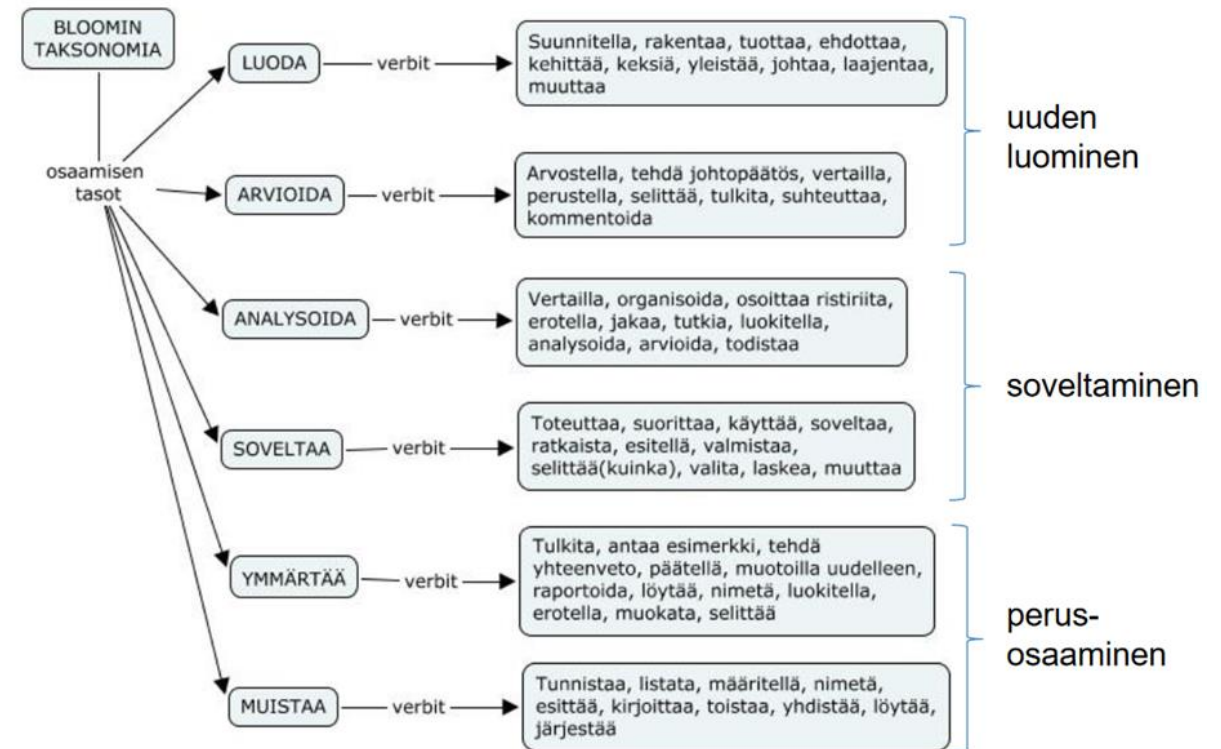 BLOOMIN
TAKSONOMIA
osaamisen
tasot
LUODA
verbit
Suunnitella, rakentaa, tuottaa, ehdottaa,
kehittää, keksiä, yleistää, johtaa, laajentaa,
muuttaa
ARVIOIDA
verbit
Arvostella, tehdä johtopäätös, vertailla,
perustella, selittää, tulkita, suhteuttaa,
kommentoida
uuden
luominen
ANALYSOIDA
verbit
Vertailla, organisoida, osoittaa ristiriita,
erotella, jakaa, tutkia, luokitella,
analysoida, arvioida, todistaa
SOVELTAA
verbit
Toteuttaa, suorittaa, käyttää, soveltaa,
ratkaista, esitellä, valmistaa,
selittää(kuinka), valita, laskea, muuttaa
soveltaminen
YMMÄRTÄÄ
verbit
Tulkita, antaa esimerkki, tehdä
yhteenveto, päätellä, muotoilla uudelleen,
raportoida, löytää, nimetä, luokitella,
erotella, muokata, selittää
MUISTAA
verbit
Tunnistaa, listata, määritellä, nimetä,
esittää, kirjoittaa, toistaa, yhdistää, löytää,
järjestää
perus-
osaaminen